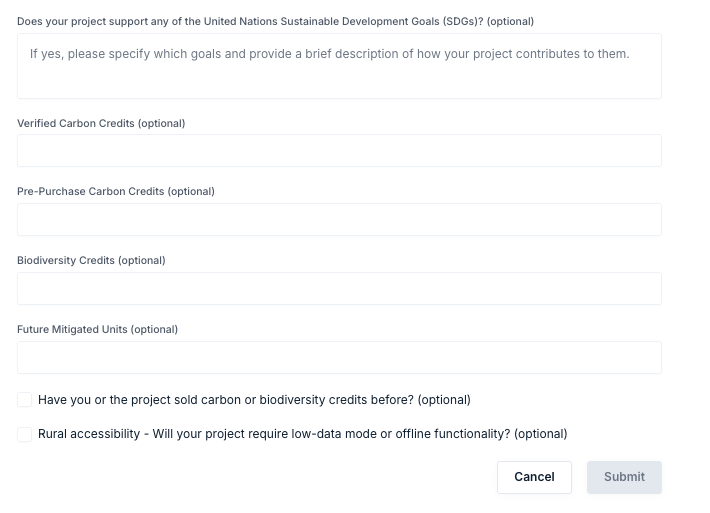 Does your project support any of the United Nations Sustainable Development Goals (SDGs)? (optional)
If yes, please specify which goals and provide a brief description of how your project contributes to them.
Verified Carbon Credits (optional)
Pre-Purchase Carbon Credits (optional)
Biodiversity Credits (optional)
Future Mitigated Units (optional)
Have you or the project sold carbon or biodiversity credits before? (optional)
Rural accessibility - Will your project require low-data mode or offline functionality? (optional)
Cancel Submit